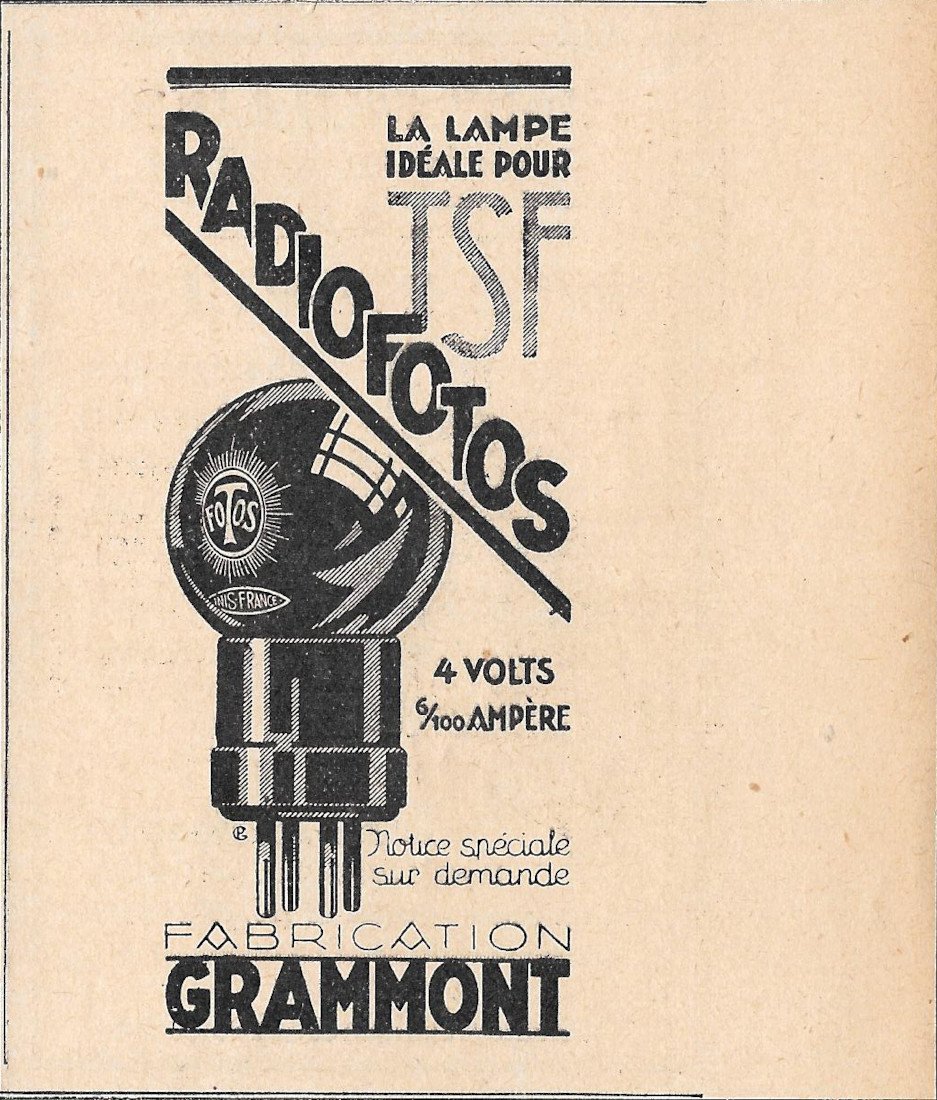 RADIOFOTOS
LA LAMPE
IDÉALE POUR
TSF
FOTOS
UNIS-FRANCE
4 VOLTS
6/100 AMPÈRE
Notice spéciale
sur demande
FABRICATION
GRAMMONT